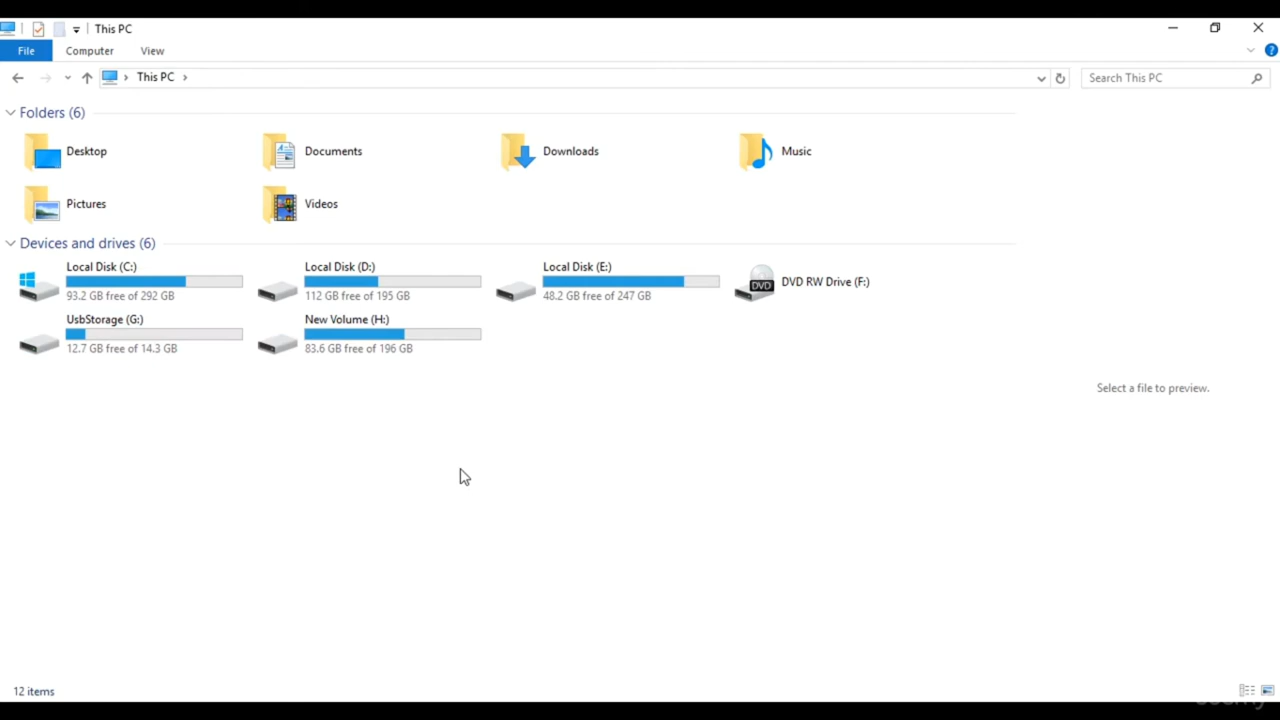 This PC
File Computer View
This PC
Search This PC
Folders (6)
Desktop Documents Downloads Music
Pictures Videos
Devices and drives (6)
Local Disk (C:) Local Disk (D:) Local Disk (E:)
DVD DVD RW Drive (F:)
93.2 GB free of 292 GB 112 GB free of 195 GB 48.2 GB free of 247 GB
UsbStorage (G:) New Volume (H:)
12.7 GB free of 14.3 GB 83.6 GB free of 196 GB
Select a file to preview.
12 items